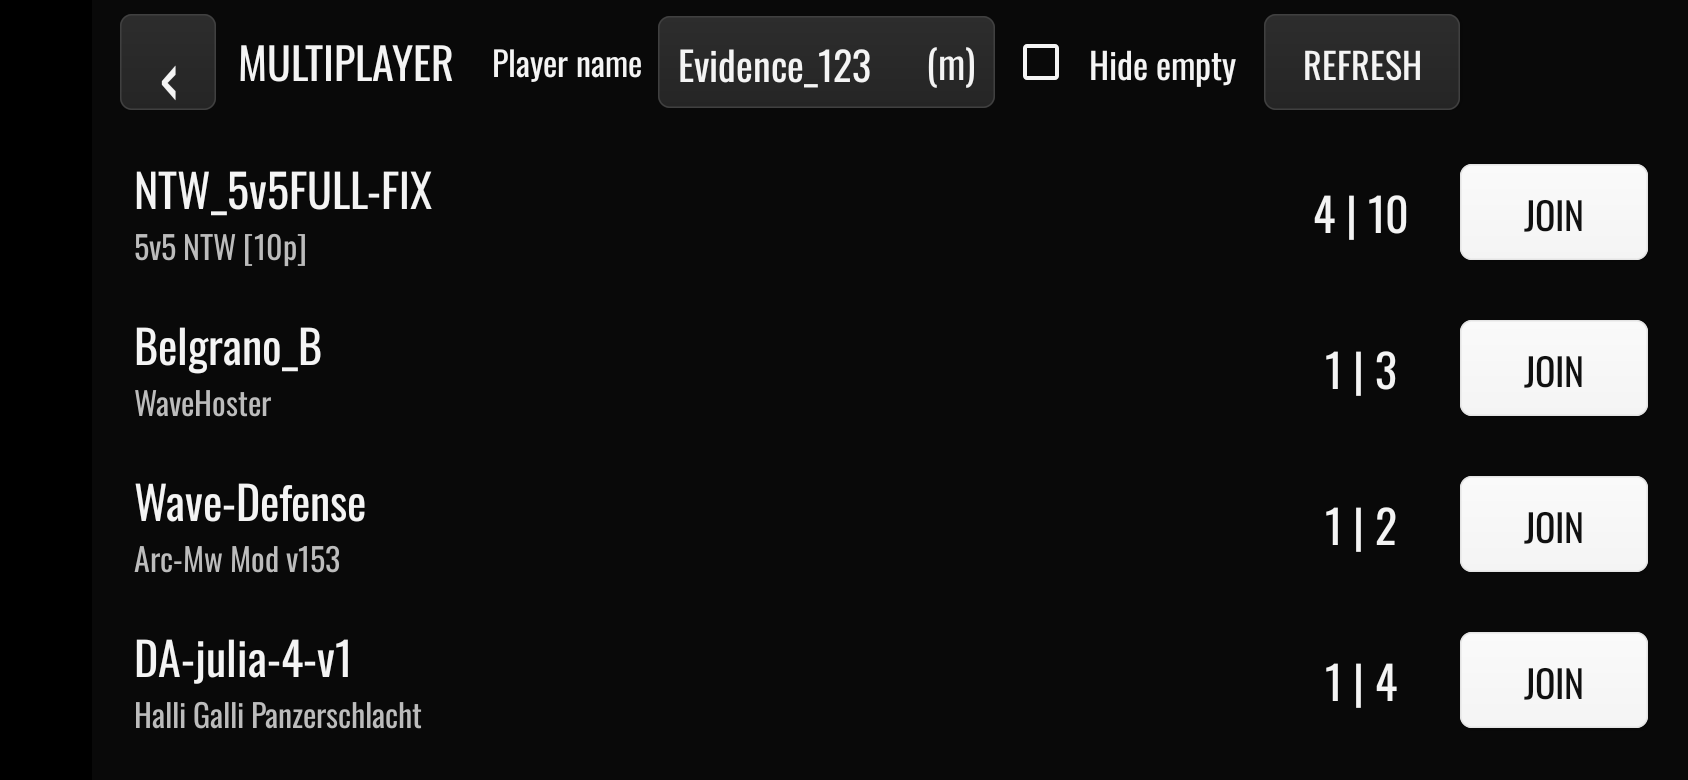 ‹ MULTIPLAYER Player name Evidence_123 (m) Hide empty REFRESH
NTW_5v5FULL-FIX
5v5 NTW [10p]
4 | 10 JOIN
Belgrano_B
WaveHoster
1 | 3 JOIN
Wave-Defense
Arc-Mw Mod v153
1 | 2 JOIN
DA-julia-4-v1
Halli Galli Panzerschlacht
1 | 4 JOIN